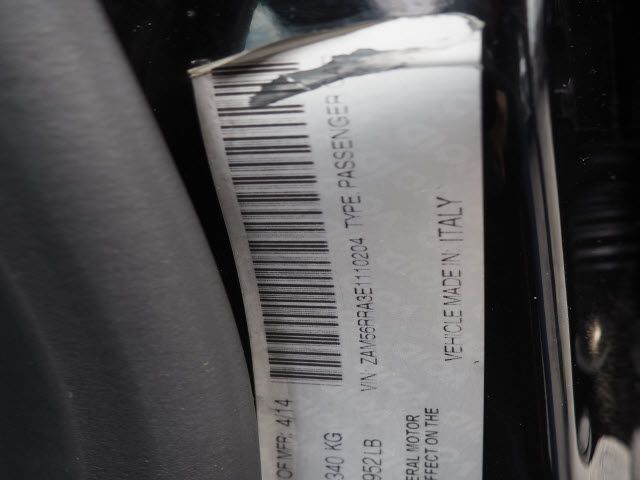 OF MFR: 4/14
340 KG
952 LB
VIN: ZAM56RRA3E1110204 TYPE: PASSENGER
ERAL MOTOR
FFECT ON THE
VEHICLE MADE IN: ITALY